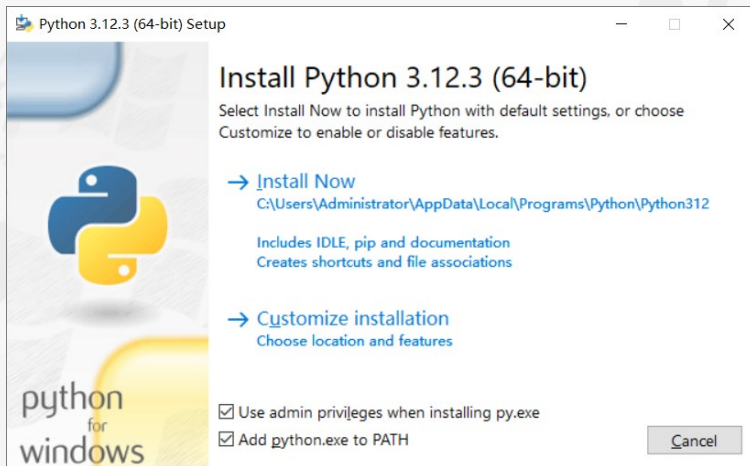 Python 3.12.3 (64-bit) Setup
Install Python 3.12.3 (64-bit)
Select Install Now to install Python with default settings, or choose
Customize to enable or disable features.
Install Now
C:\Users\Administrator\AppData\Local\Programs\Python\Python312
Includes IDLE, pip and documentation
Creates shortcuts and file associations
Customize installation
Choose location and features
Use admin privileges when installing py.exe
Add python.exe to PATH
Cancel
python
for
windows